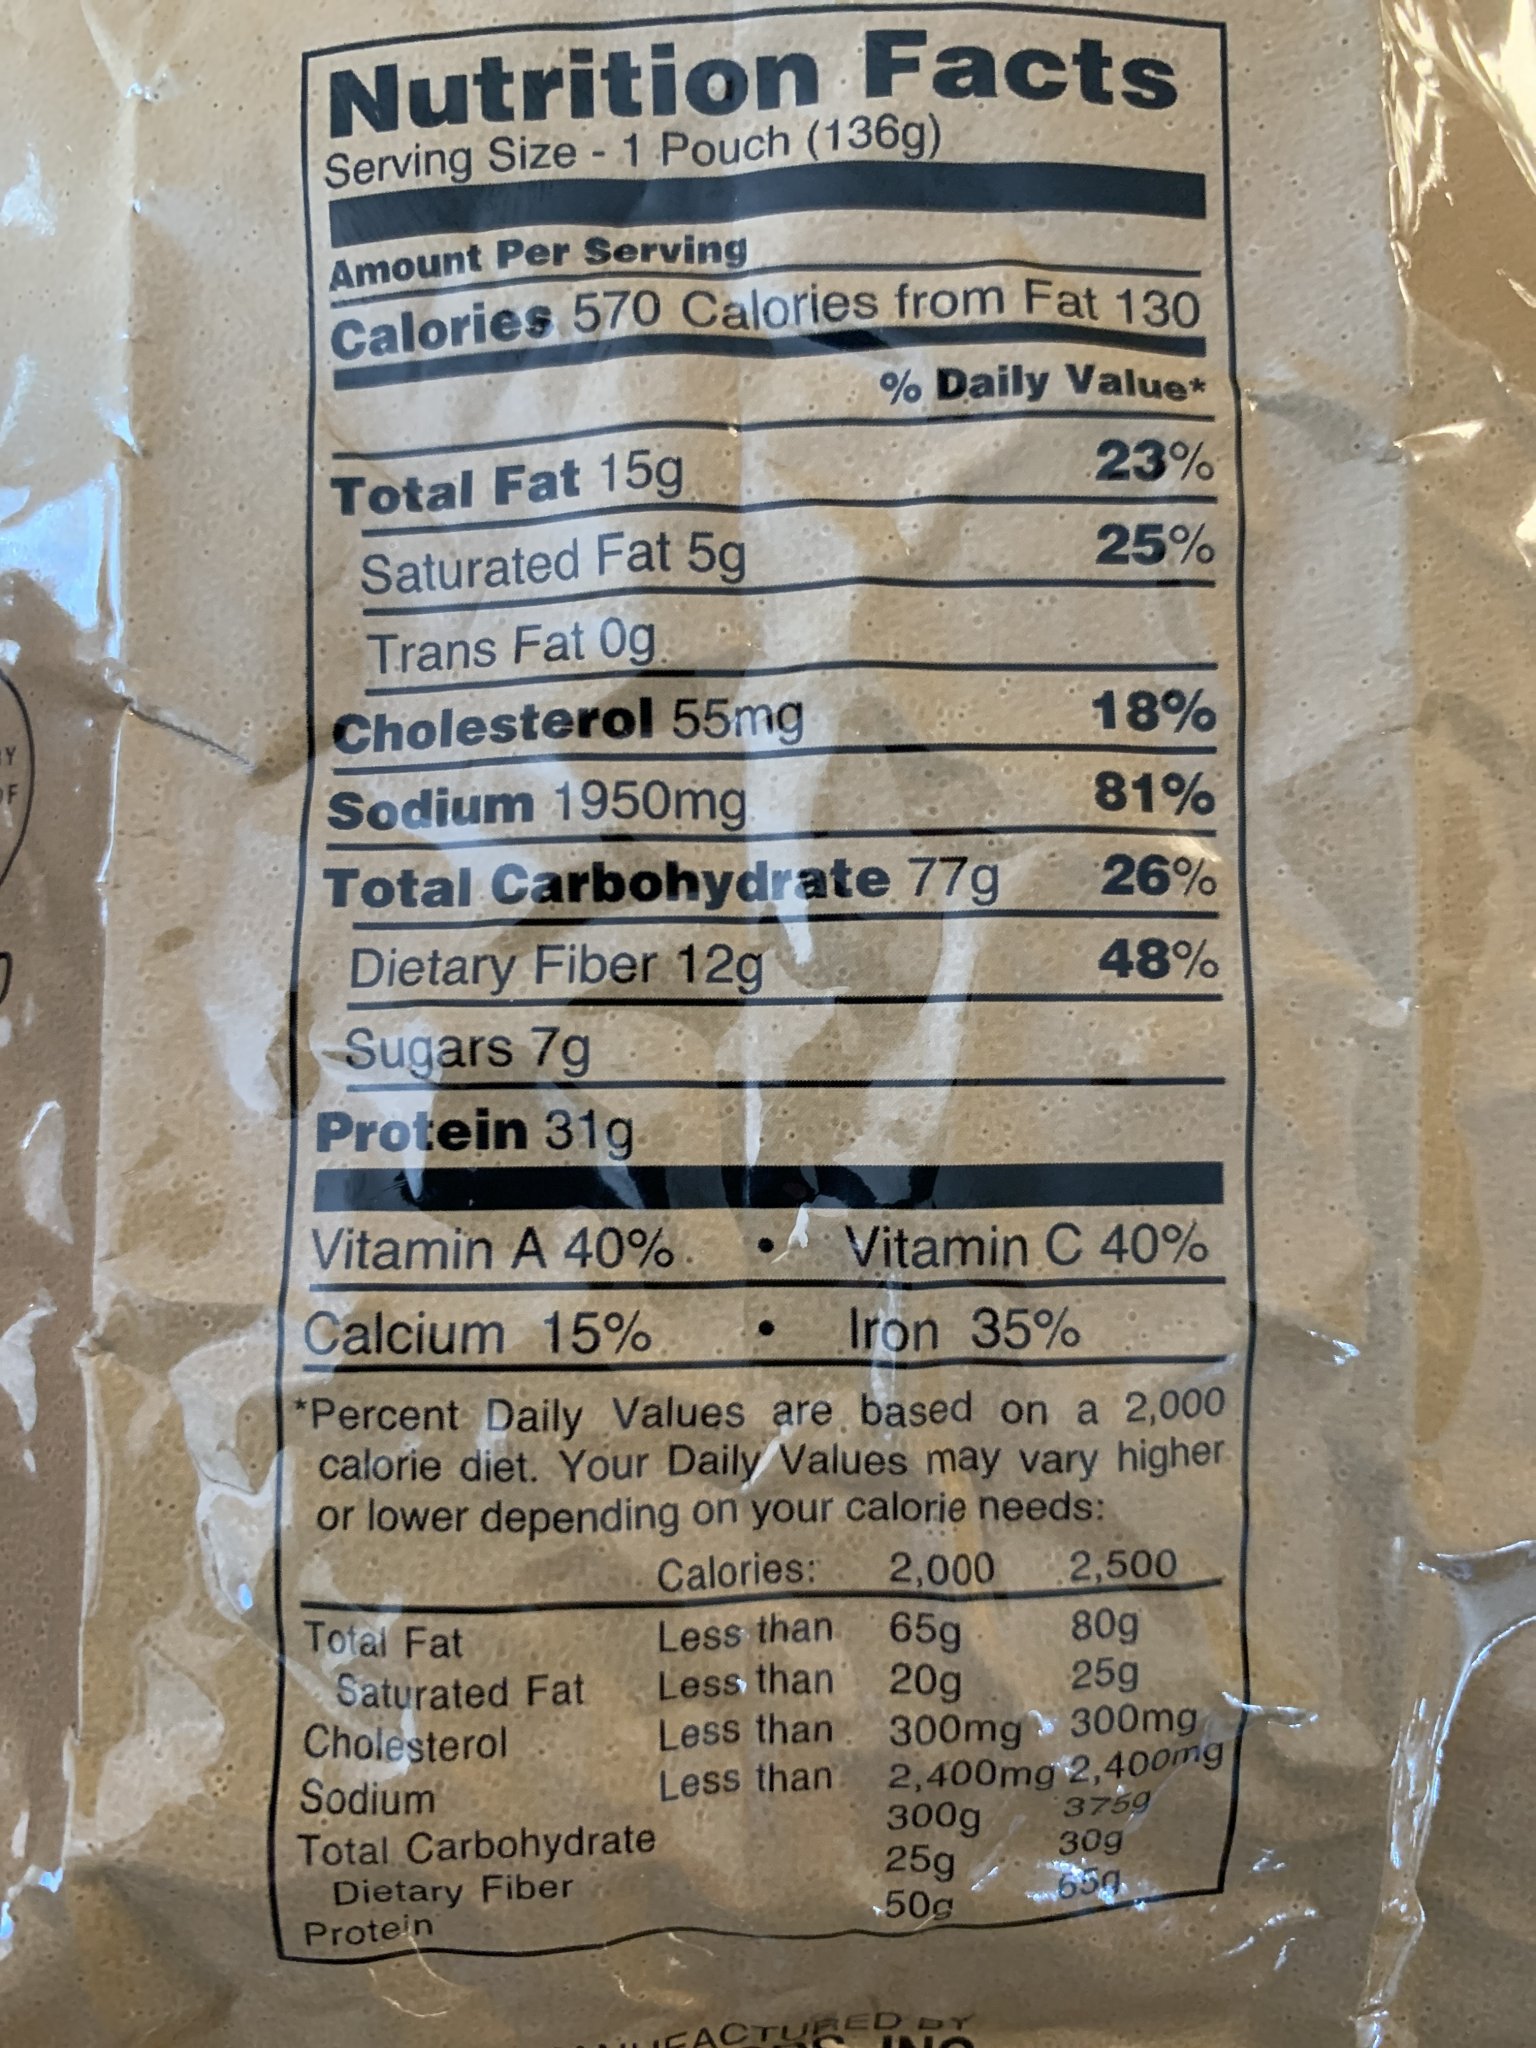 Nutrition Facts
Serving Size - 1 Pouch (136g)
Amount Per Serving
Calories 570 Calories from Fat 130
% Daily Value*
Total Fat 15g 23%
Saturated Fat 5g 25%
Trans Fat 0g
Cholesterol 55mg 18%
Sodium 1950mg 81%
Total Carbohydrate 77g 26%
Dietary Fiber 12g 48%
Sugars 7g
Protein 31g
Vitamin A 40% • Vitamin C 40%
Calcium 15% • Iron 35%
*Percent Daily Values are based on a 2,000
calorie diet. Your Daily Values may vary higher
or lower depending on your calorie needs:
Calories: 2,000 2,500
Total Fat Less than 65g 80g
Saturated Fat Less than 20g 25g
Cholesterol Less than 300mg 300mg
Sodium Less than 2,400mg 2,400mg
Total Carbohydrate 300g 375g
Dietary Fiber 25g 30g
Protein 50g 65g
BY